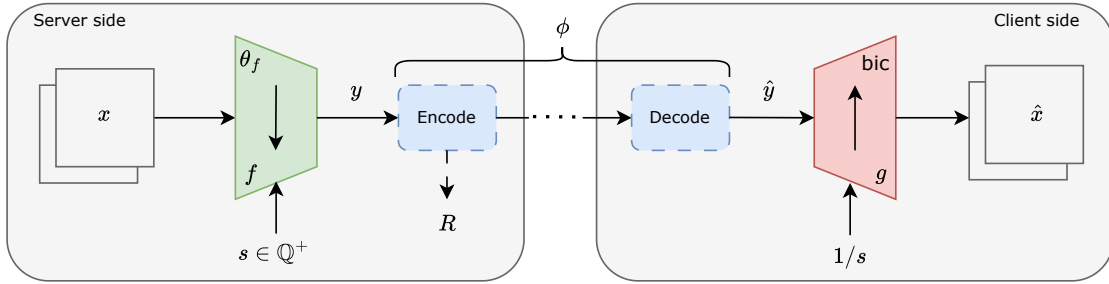 Server side
Client side
ϕ
θ_f
bic
x
y
Encode
Decode
ŷ
x̂
f
g
R
s ∈ ℚ⁺
1/s